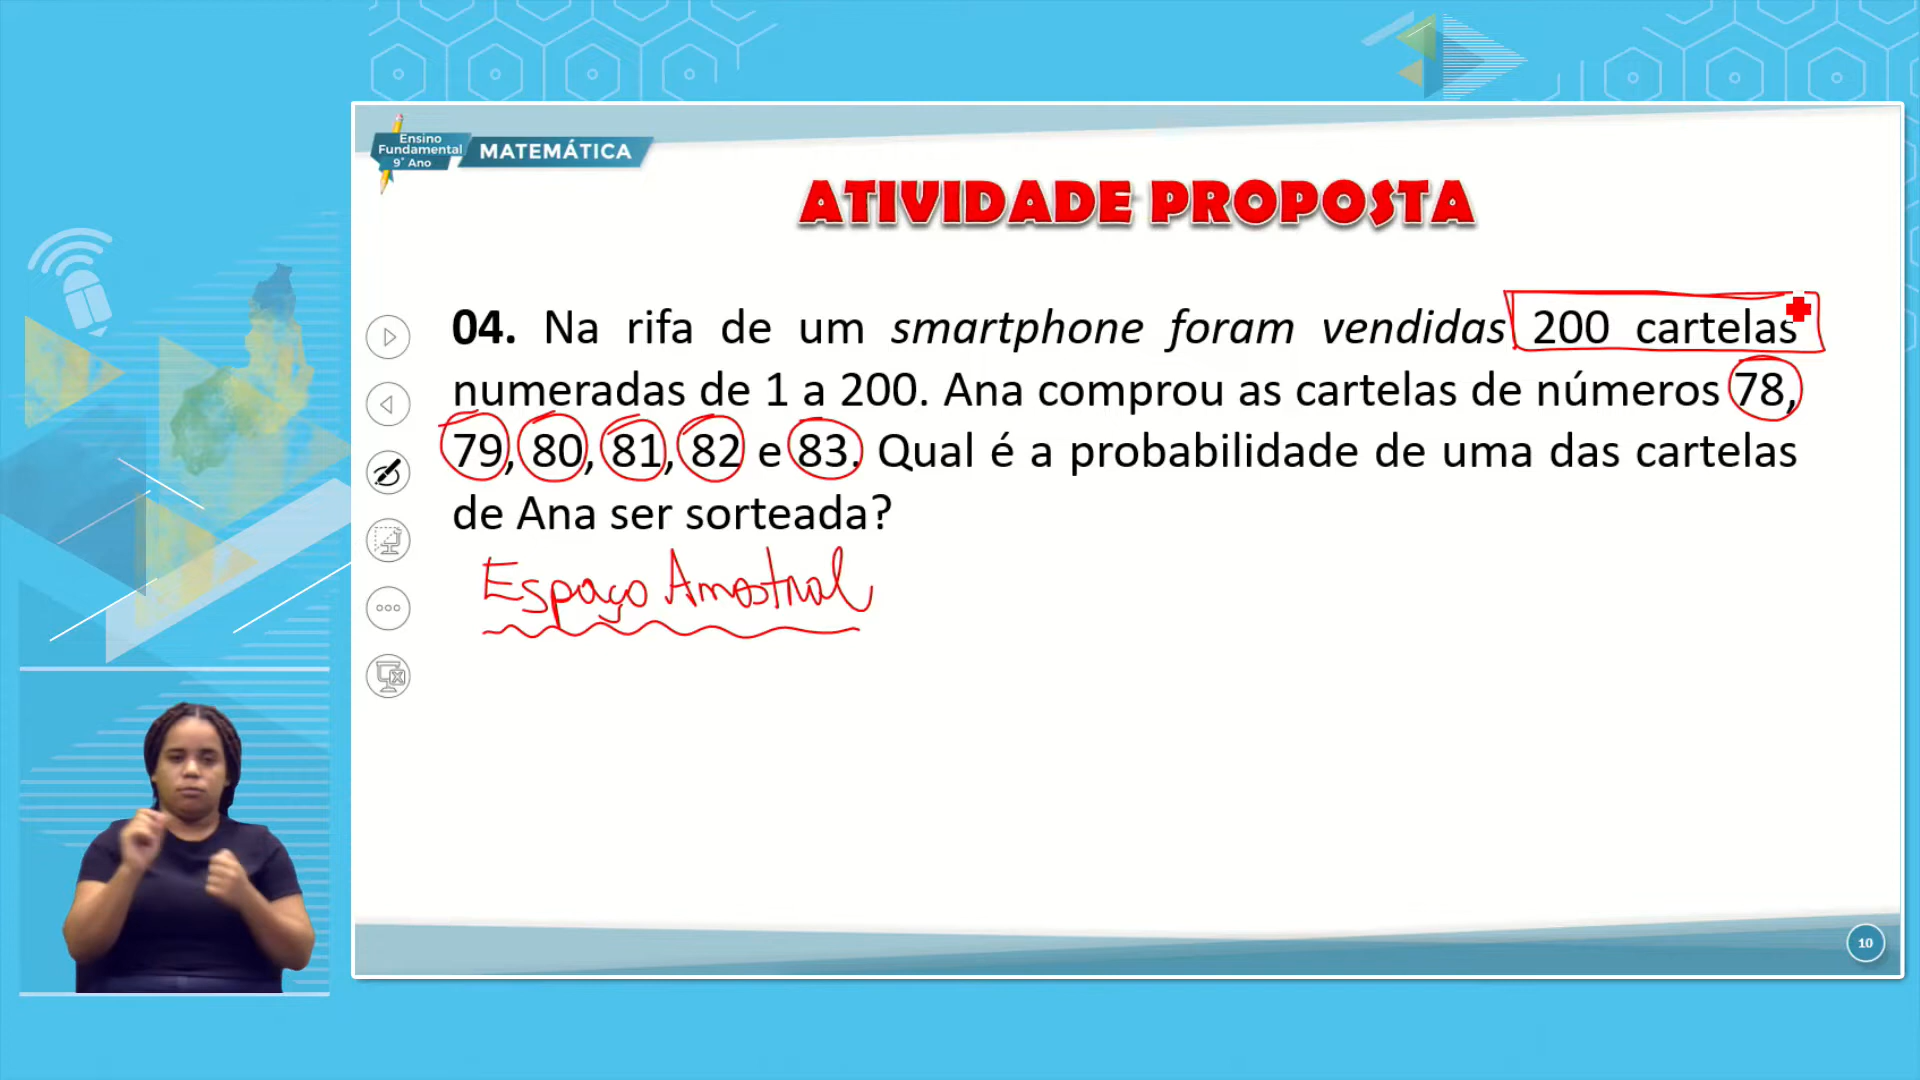 Ensino
Fundamental
9° Ano
MATEMÁTICA
ATIVIDADE PROPOSTA
04. Na rifa de um smartphone foram vendidas 200 cartelas
numeradas de 1 a 200. Ana comprou as cartelas de números 78,
79, 80, 81, 82 e 83. Qual é a probabilidade de uma das cartelas
de Ana ser sorteada?
Espaço Amostral
10